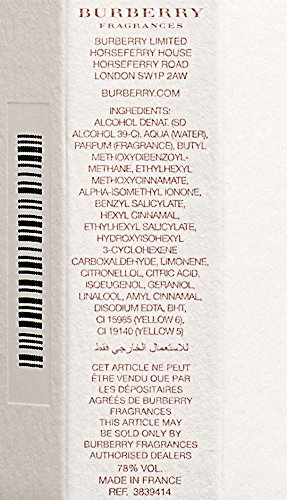 BURBERRY
FRAGRANCES
BURBERRY LIMITED
HORSEFERRY HOUSE
HORSEFERRY ROAD
LONDON SW1P 2AW
BURBERRY.COM
INGREDIENTS:
ALCOHOL DENAT. (SD
ALCOHOL 39-C), AQUA (WATER),
PARFUM (FRAGRANCE), BUTYL
METHOXYDIBENZOYL-
METHANE, ETHYLHEXYL
METHOXYCINNAMATE,
ALPHA-ISOMETHYL IONONE,
BENZYL SALICYLATE,
HEXYL CINNAMAL,
ETHYLHEXYL SALICYLATE,
HYDROXYISOHEXYL
3-CYCLOHEXENE
CARBOXALDEHYDE, LIMONENE,
CITRONELLOL, CITRIC ACID,
ISOEUGENOL, GERANIOL,
LINALOOL, AMYL CINNAMAL,
DISODIUM EDTA, BHT,
CI 15985 (YELLOW 6),
CI 19140 (YELLOW 5)
للاستعمال الخارجي فقط
CET ARTICLE NE PEUT
ÊTRE VENDU QUE PAR
LES DÉPOSITAIRES
AGRÉÉS DE BURBERRY
FRAGRANCES
THIS ARTICLE MAY
BE SOLD ONLY BY
BURBERRY FRAGRANCES
AUTHORISED DEALERS
78% VOL.
MADE IN FRANCE
REF. 3839414